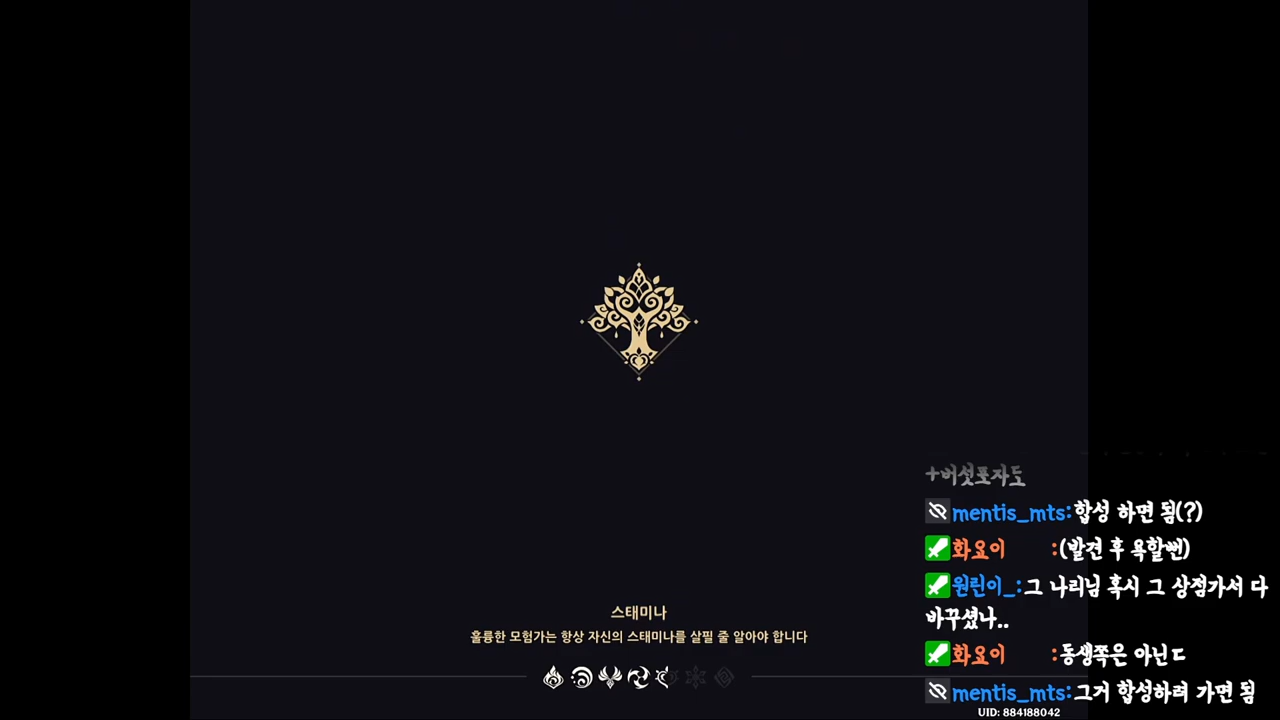 +버섯포자도
mentis_mts:합성 하면 됨(?)
화요이 :(발견 후 욕할뻔)
원린이_:그 나리님 혹시 그 상점가서 다
바꾸셨나..
화요이 :동생쪽은 아닌ㄷ
mentis_mts:그거 합성하려 가면 됨
스태미나
훌륭한 모험가는 항상 자신의 스태미나를 살필 줄 알아야 합니다
UID: 884188042